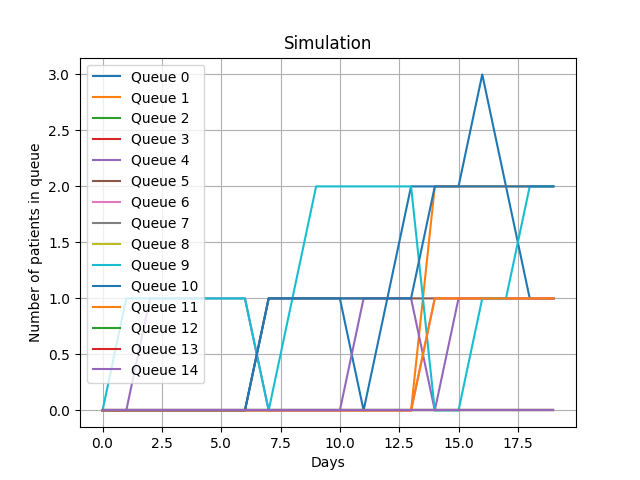 Simulation
Number of patients in queue
3.0
2.5
2.0
1.5
1.0
0.5
0.0
Queue 0
Queue 1
Queue 2
Queue 3
Queue 4
Queue 5
Queue 6
Queue 7
Queue 8
Queue 9
Queue 10
Queue 11
Queue 12
Queue 13
Queue 14
0.0 2.5 5.0 7.5 10.0 12.5 15.0 17.5
Days